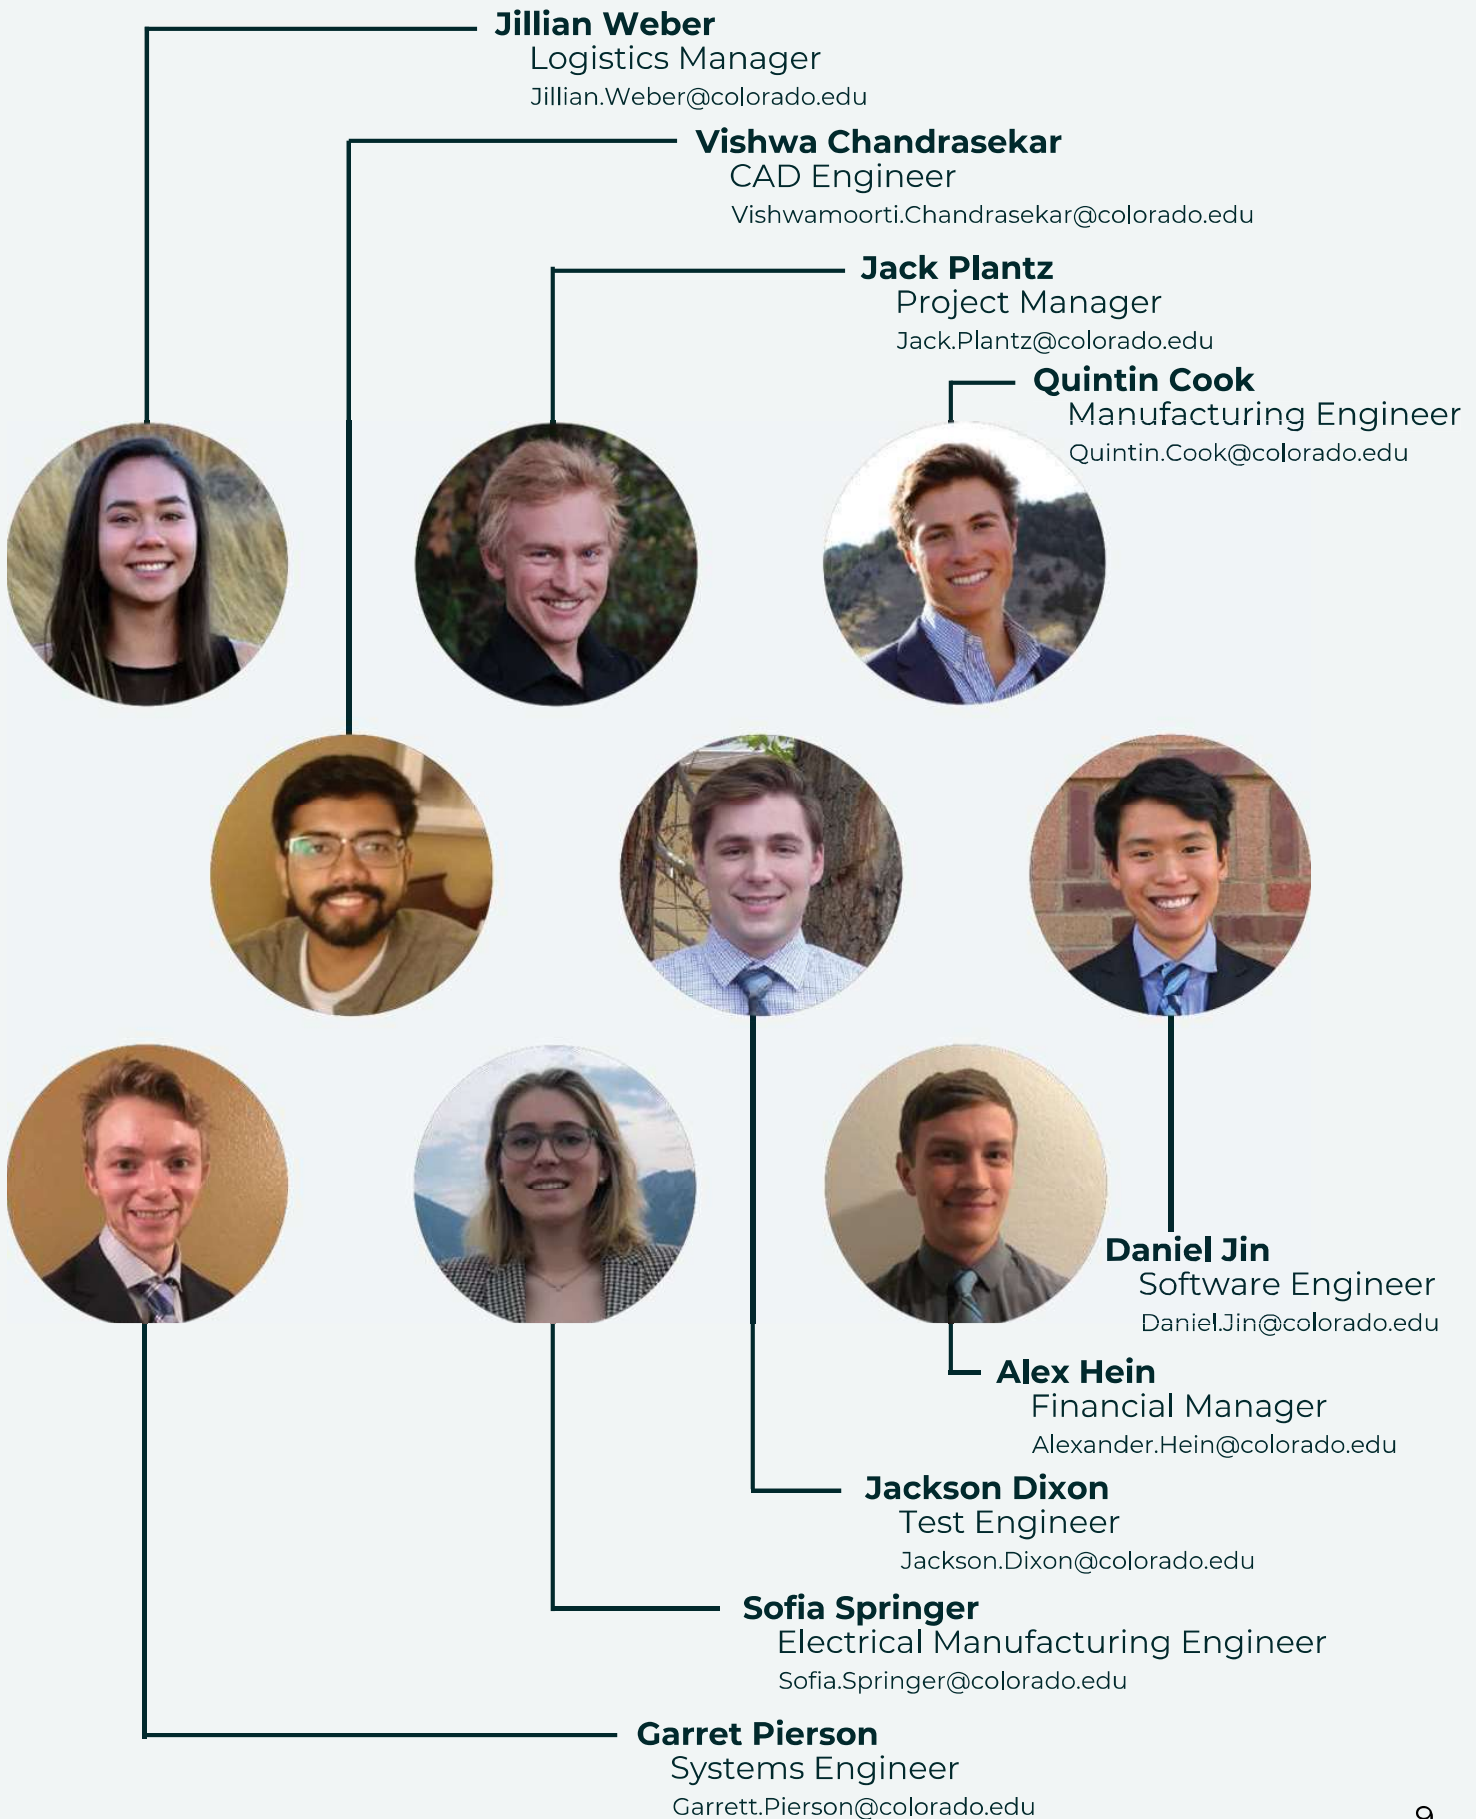 Jillian Weber
Logistics Manager
Jillian.Weber@colorado.edu
Vishwa Chandrasekar
CAD Engineer
Vishwamoorti.Chandrasekar@colorado.edu
Jack Plantz
Project Manager
Jack.Plantz@colorado.edu
Quintin Cook
Manufacturing Engineer
Quintin.Cook@colorado.edu
Daniel Jin
Software Engineer
Daniel.Jin@colorado.edu
Alex Hein
Financial Manager
Alexander.Hein@colorado.edu
Jackson Dixon
Test Engineer
Jackson.Dixon@colorado.edu
Sofia Springer
Electrical Manufacturing Engineer
Sofia.Springer@colorado.edu
Garret Pierson
Systems Engineer
Garrett.Pierson@colorado.edu